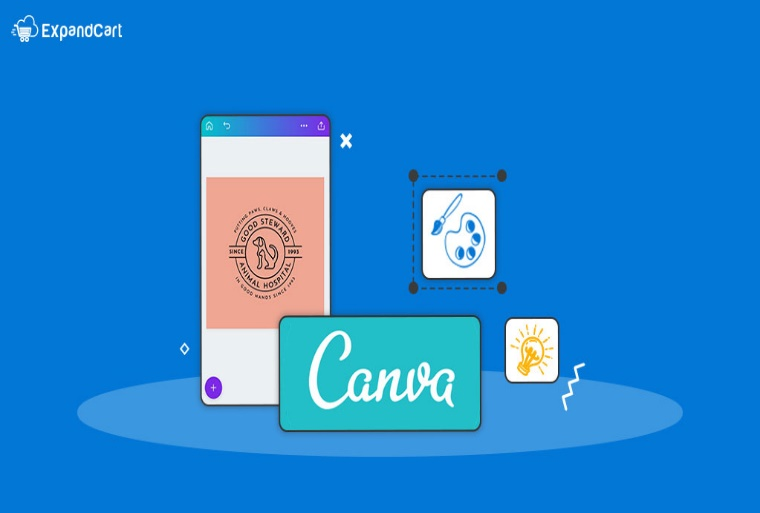 ExpandCart
PUTTING PAWS, CLAWS & HOOVES
GOOD STEWARD
SINCE 1993
ANIMAL HOSPITAL
IN GOOD HANDS SINCE 1993
Canva